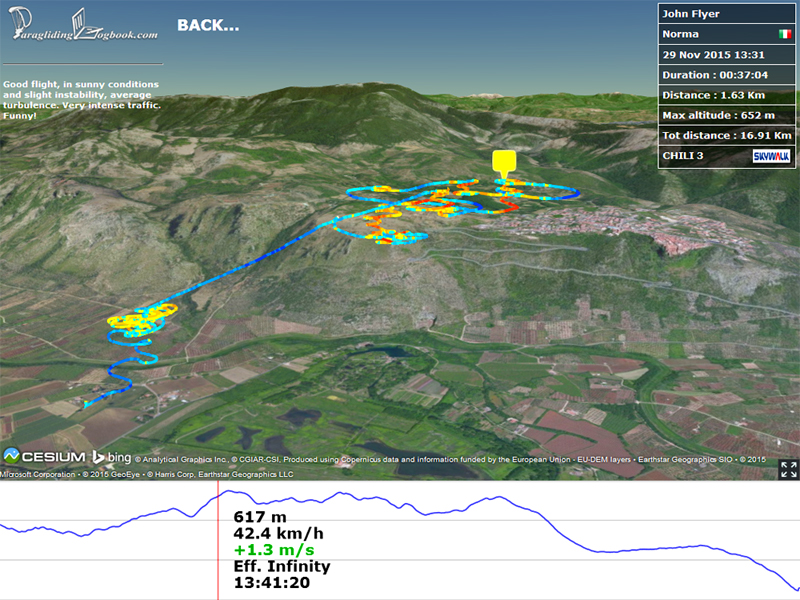 ParaglidingLogbook.com
BACK...
Good flight, in sunny conditions
and slight instability, average
turbulence. Very intense traffic.
Funny!
John Flyer
Norma
29 Nov 2015 13:31
Duration : 00:37:04
Distance : 1.63 Km
Max altitude : 652 m
Tot distance : 16.91 Km
CHILI 3 SKYWALK
CESIUM bing © Analytical Graphics Inc., © CGIAR-CSI, Produced using Copernicus data and information funded by the European Union - EU-DEM layers • Earthstar Geographics SIO • © 2015
Microsoft Corporation • © 2015 GeoEye • © Harris Corp, Earthstar Geographics LLC
617 m
42.4 km/h
+1.3 m/s
Eff. Infinity
13:41:20